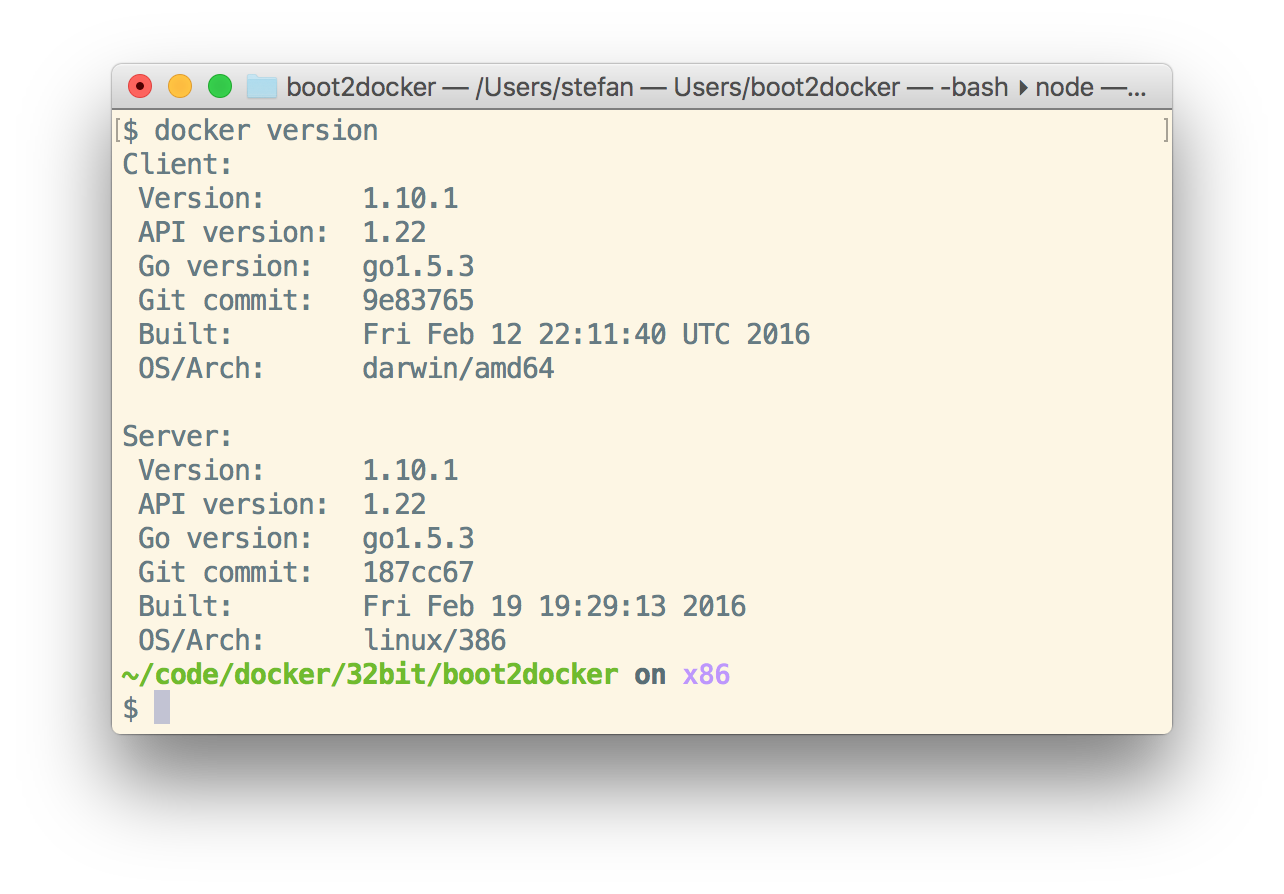 boot2docker — /Users/stefan — Users/boot2docker — -bash ▸ node —...
[$ docker version ]
Client:
 Version:      1.10.1
 API version:  1.22
 Go version:   go1.5.3
 Git commit:   9e83765
 Built:        Fri Feb 12 22:11:40 UTC 2016
 OS/Arch:      darwin/amd64

Server:
 Version:      1.10.1
 API version:  1.22
 Go version:   go1.5.3
 Git commit:   187cc67
 Built:        Fri Feb 19 19:29:13 2016
 OS/Arch:      linux/386
~/code/docker/32bit/boot2docker on x86
$